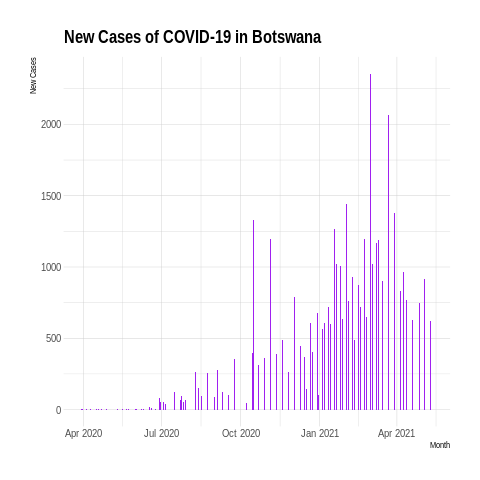 New Cases of COVID-19 in Botswana
New Cases
2000
1500
1000
500
0
Apr 2020 Jul 2020 Oct 2020 Jan 2021 Apr 2021
Month